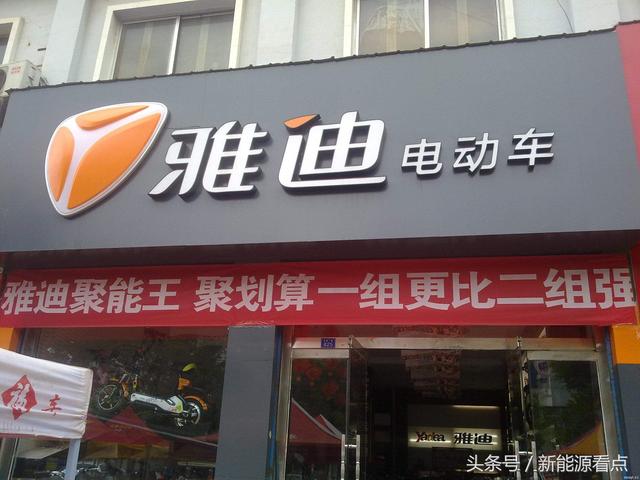 雅迪 电动车
雅迪聚能王 聚划算一组更比二组强
Yadea 雅迪
车
头条号 / 新能源看点